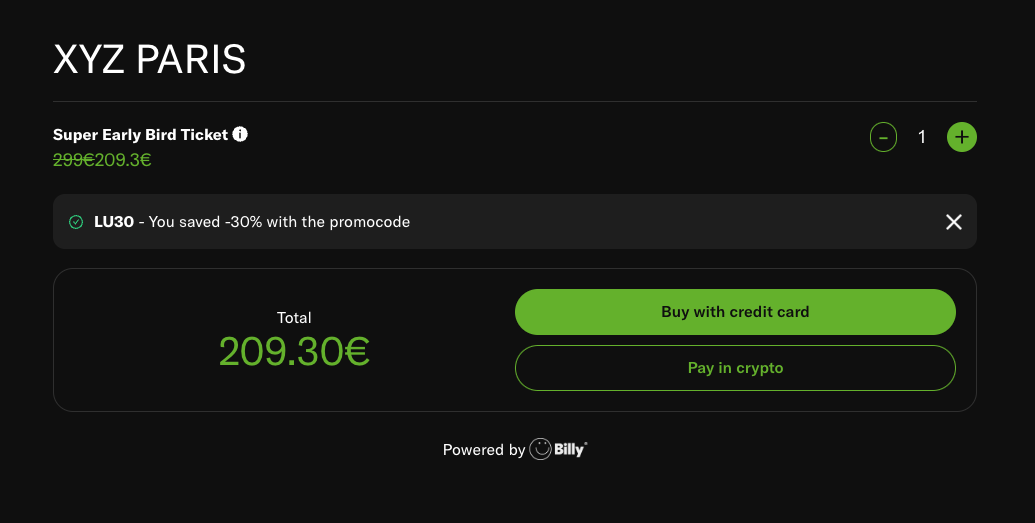 XYZ PARIS
Super Early Bird Ticket
299€209.3€
- 1 +
LU30 - You saved -30% with the promocode
Total
209.30€
Buy with credit card
Pay in crypto
Powered by Billy